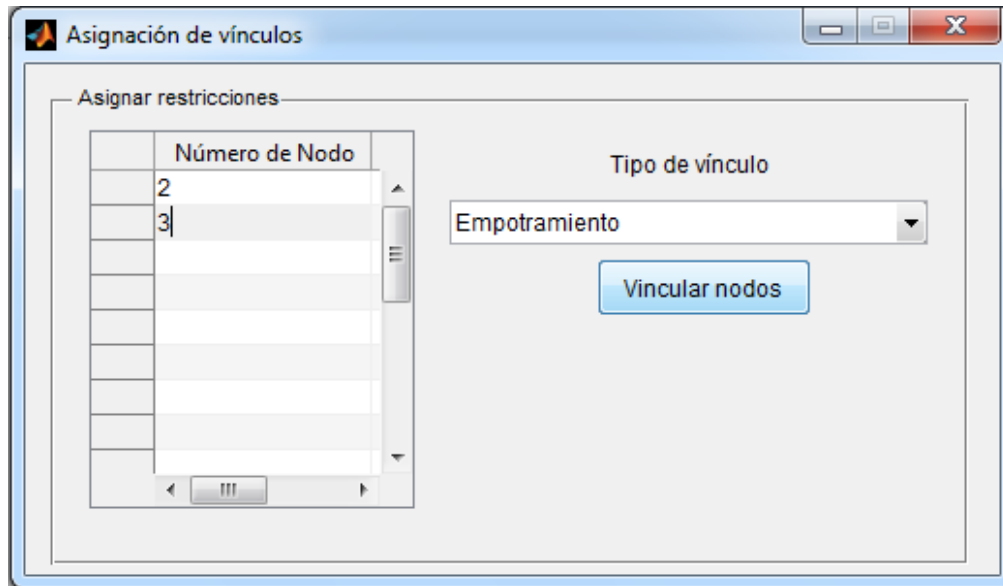 Asignación de vínculos
Asignar restricciones
Número de Nodo
2
3
Tipo de vínculo
Empotramiento
Vincular nodos